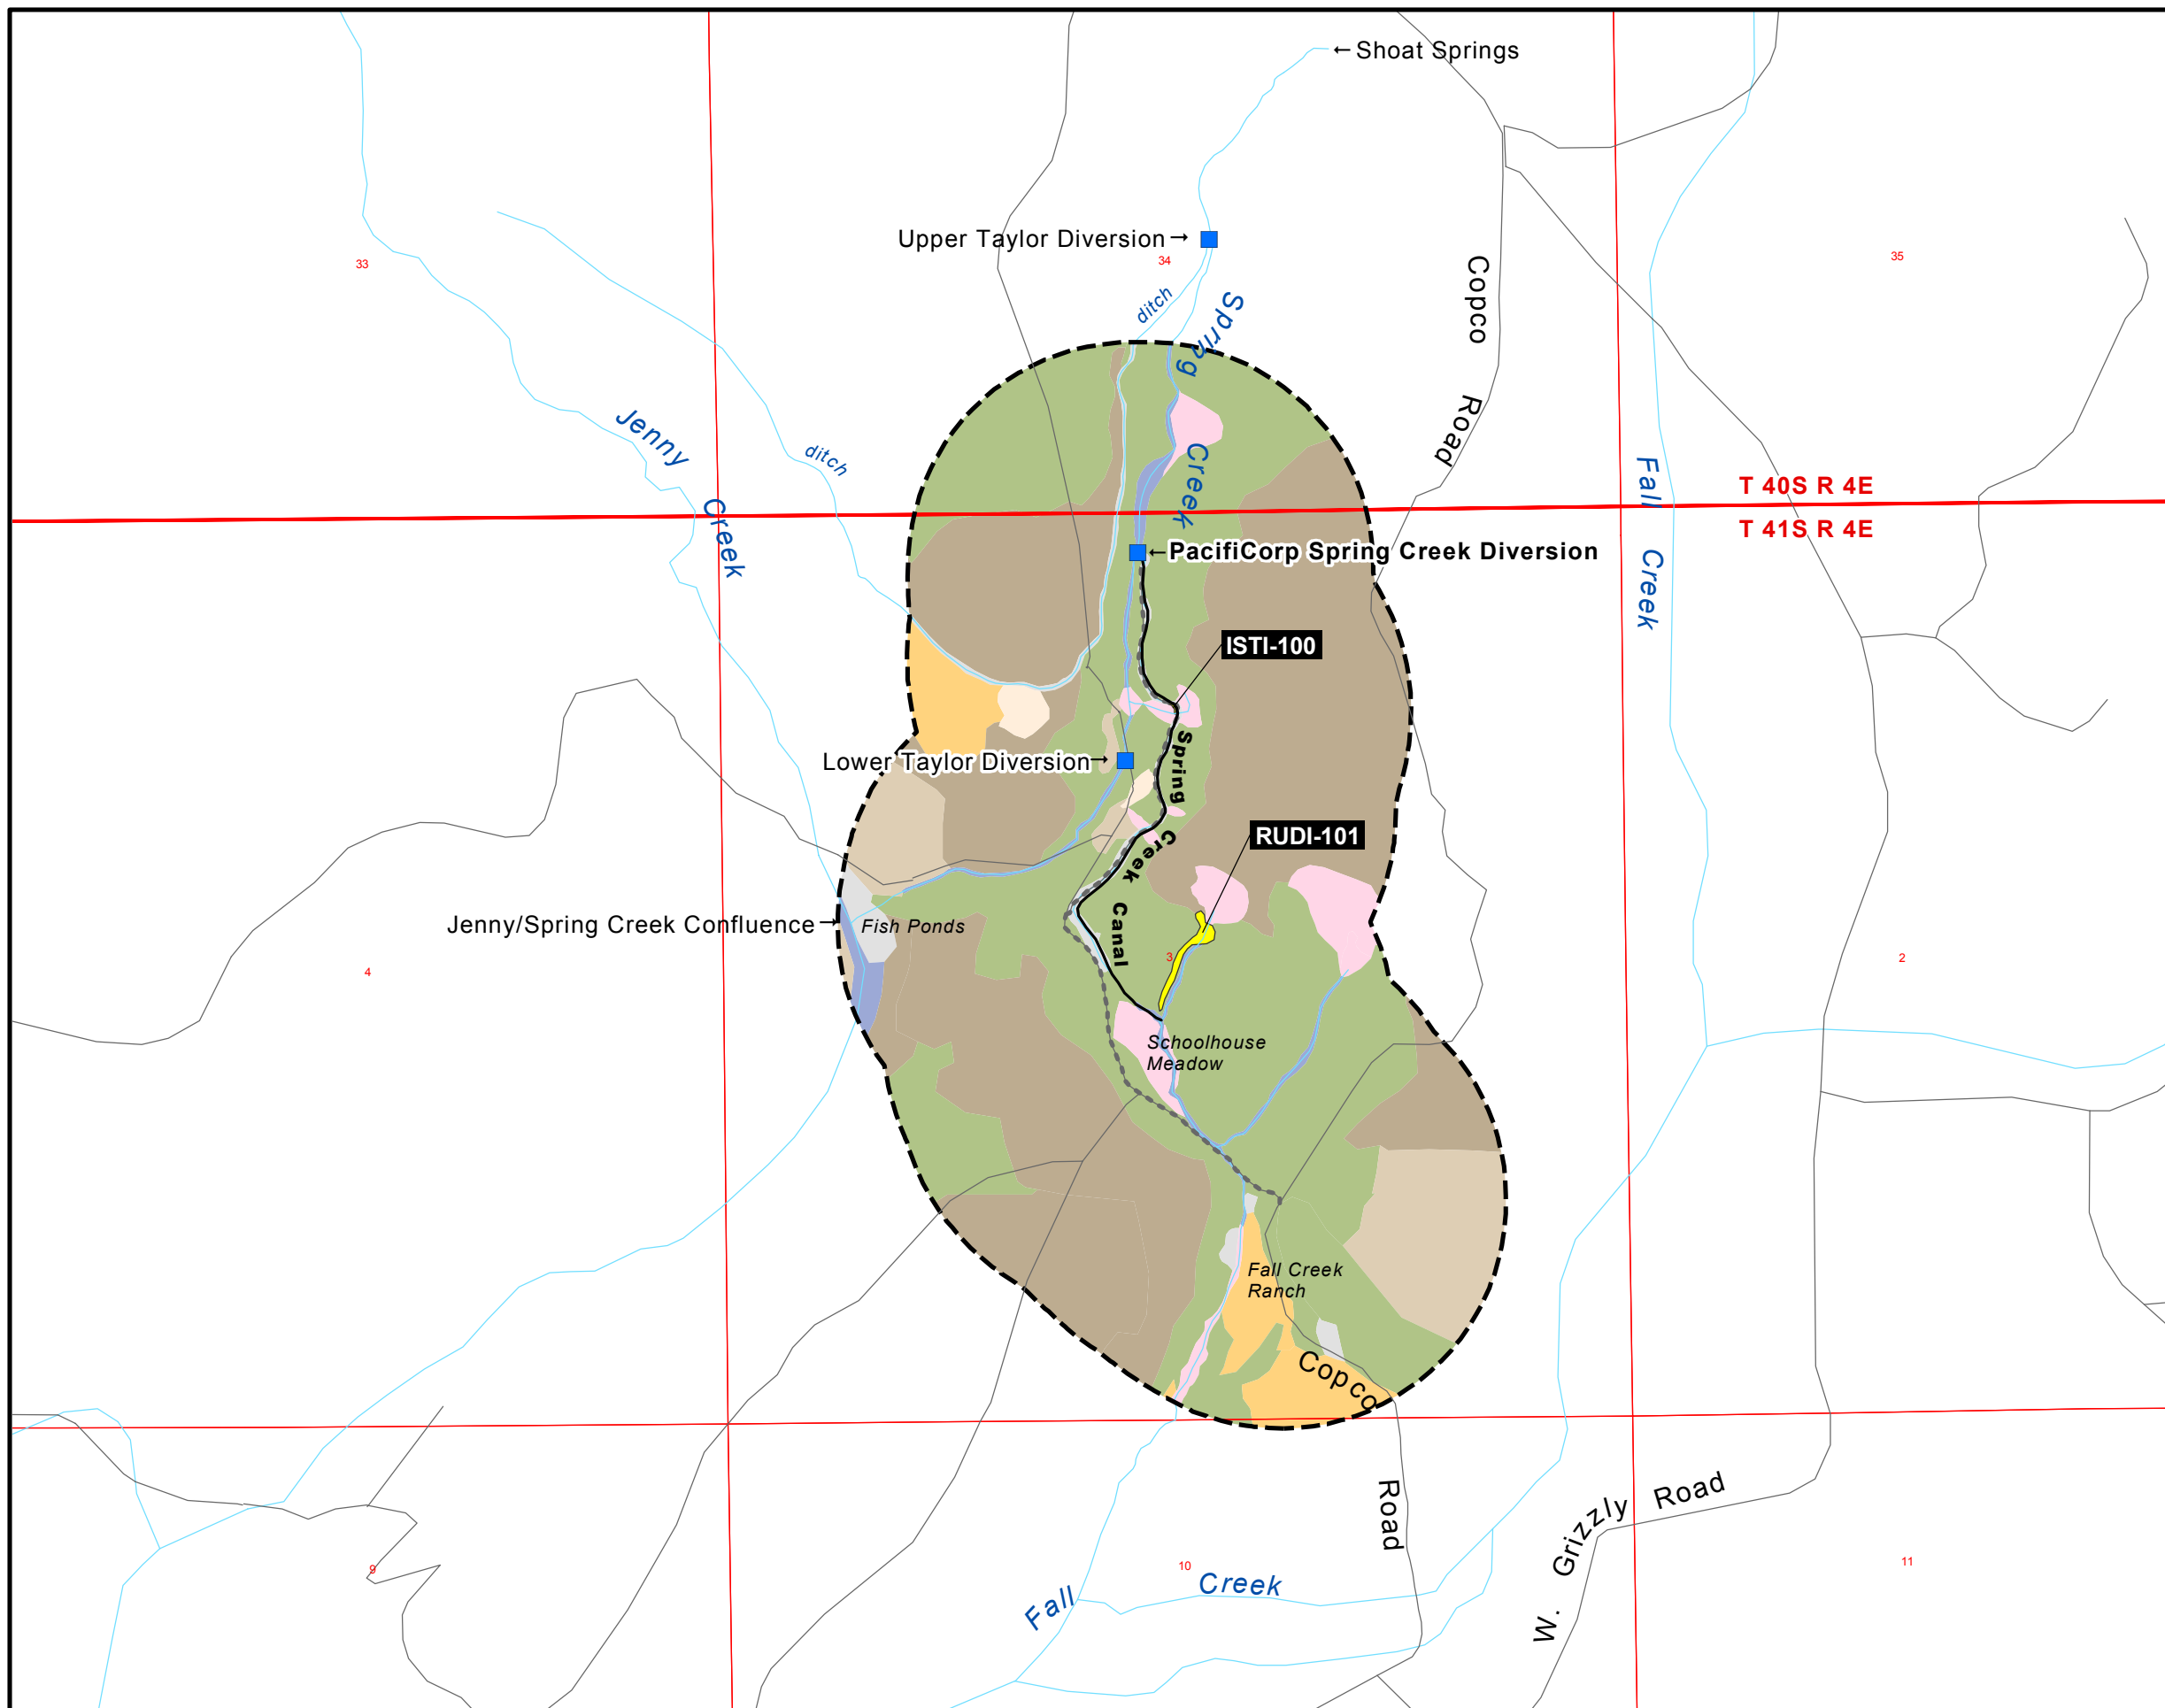 ← Shoat Springs
Upper Taylor Diversion →
33
34
35
Copco
Road
ditch
Spring
Creek
Jenny
Creek
ditch
Fall
Creek
T 40S R 4E
T 41S R 4E
← PacifiCorp Spring Creek Diversion
ISTI-100
Lower Taylor Diversion →
Spring
Creek
Canal
RUDI-101
Jenny/Spring Creek Confluence →
Fish Ponds
4
3
2
Schoolhouse
Meadow
Fall Creek
Ranch
Copco
Road
W. Grizzly Road
9
10
11
Fall
Creek